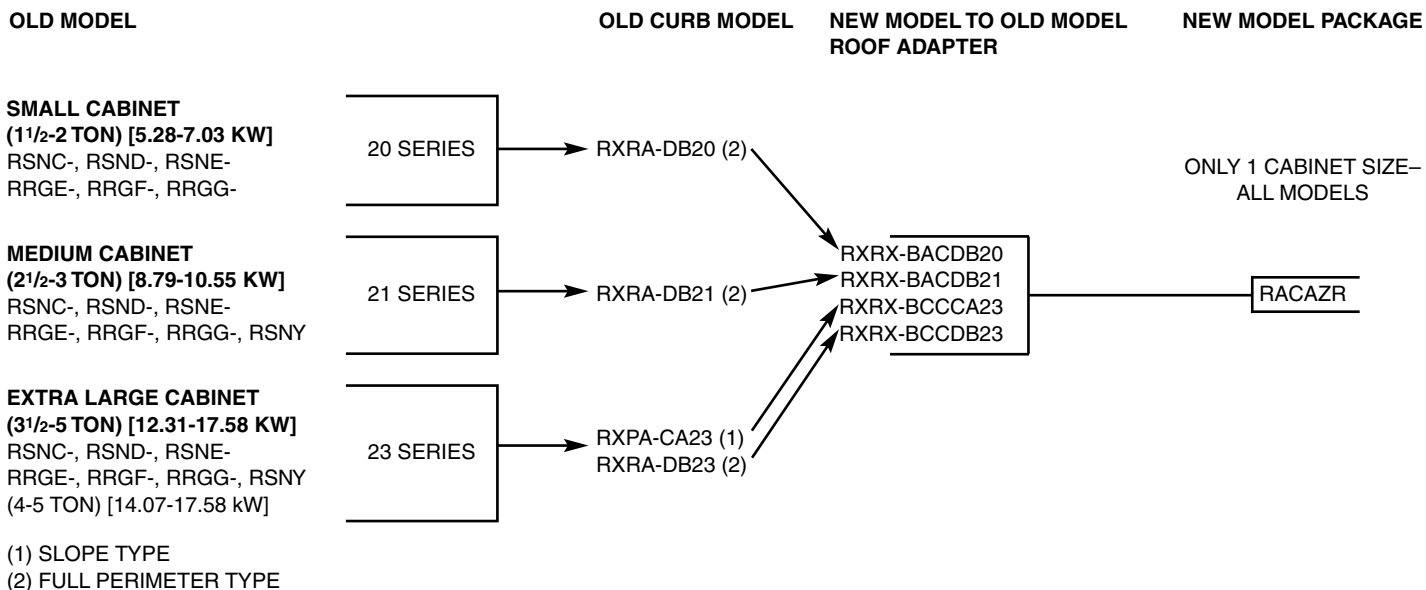 OLD MODEL
OLD CURB MODEL
NEW MODEL TO OLD MODEL
ROOF ADAPTER
NEW MODEL PACKAGE
SMALL CABINET
(1 1/2-2 TON) [5.28-7.03 KW]
RSNC-, RSND-, RSNE-
RRGE-, RRGF-, RRGG-
20 SERIES
RXRA-DB20 (2)
ONLY 1 CABINET SIZE–
ALL MODELS
MEDIUM CABINET
(2 1/2-3 TON) [8.79-10.55 KW]
RSNC-, RSND-, RSNE-
RRGE-, RRGF-, RRGG-, RSNY
21 SERIES
RXRA-DB21 (2)
RXRX-BACDB20
RXRX-BACDB21
RXRX-BCCCA23
RXRX-BCCDB23
RACAZR
EXTRA LARGE CABINET
(3 1/2-5 TON) [12.31-17.58 KW]
RSNC-, RSND-, RSNE-
RRGE-, RRGF-, RRGG-, RSNY
(4-5 TON) [14.07-17.58 kW]
23 SERIES
RXPA-CA23 (1)
RXRA-DB23 (2)
(1) SLOPE TYPE
(2) FULL PERIMETER TYPE